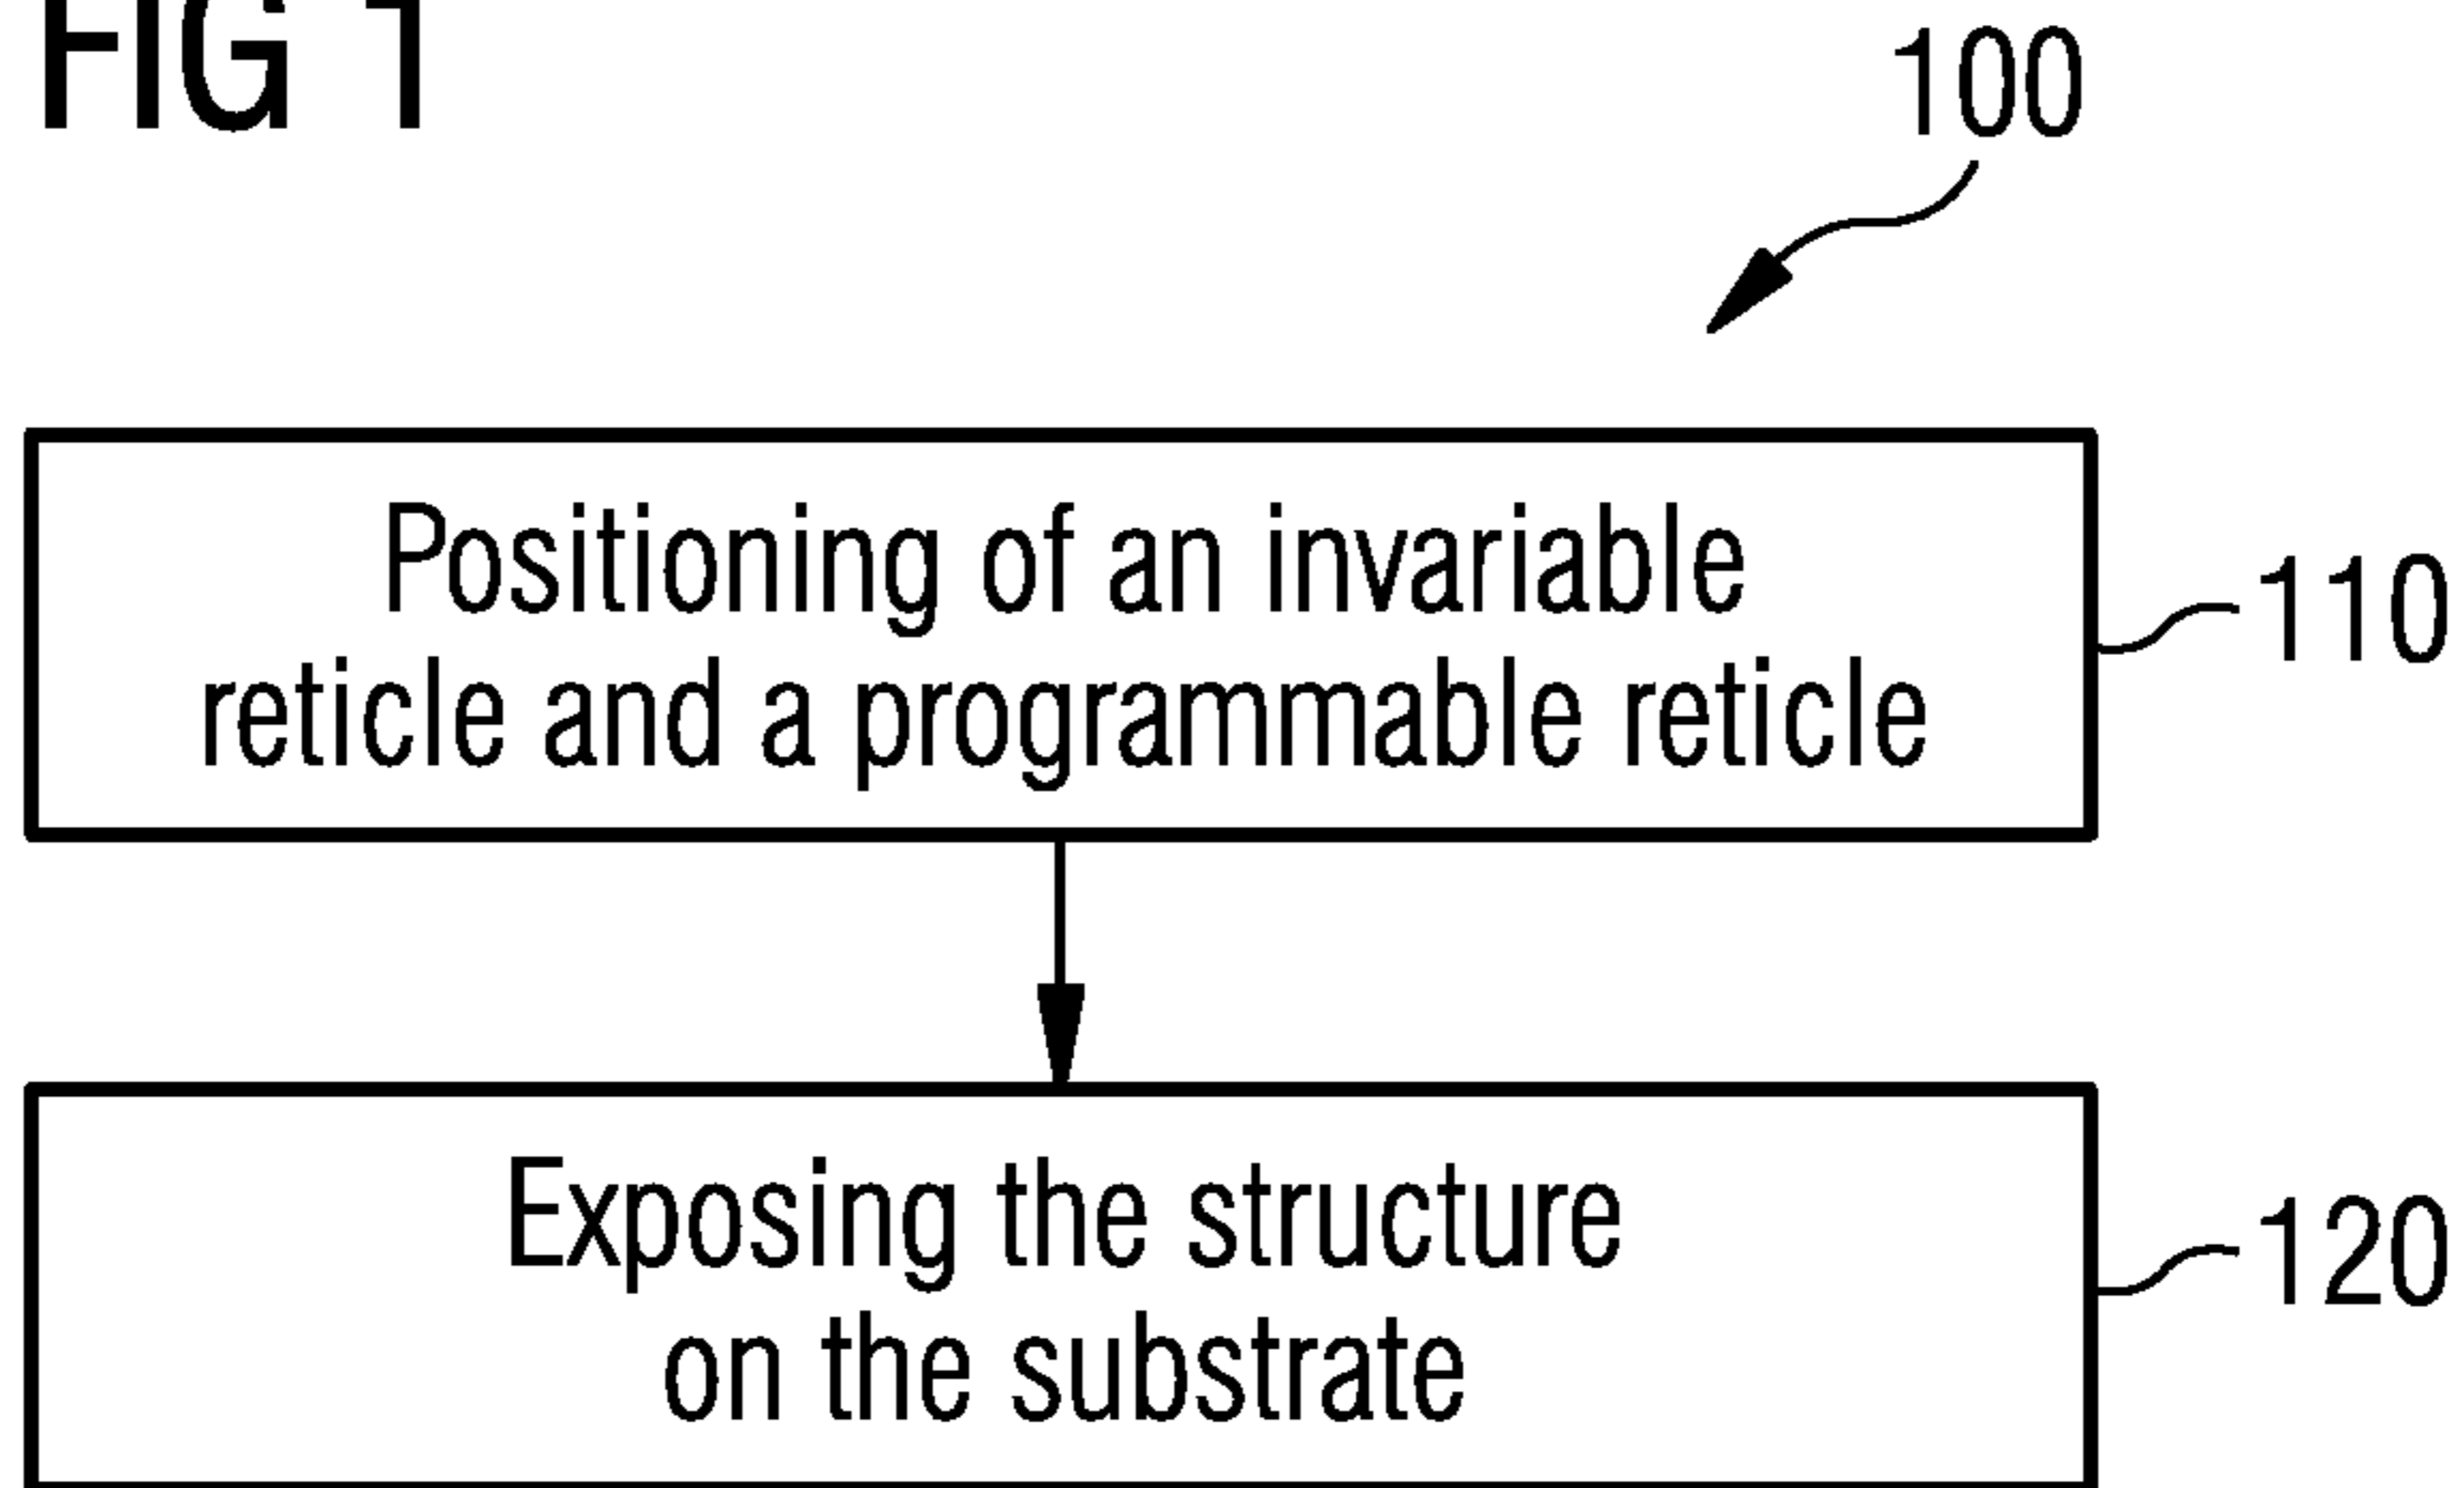 FIG 1
100
Positioning of an invariable
reticle and a programmable reticle
110
Exposing the structure
on the substrate
120